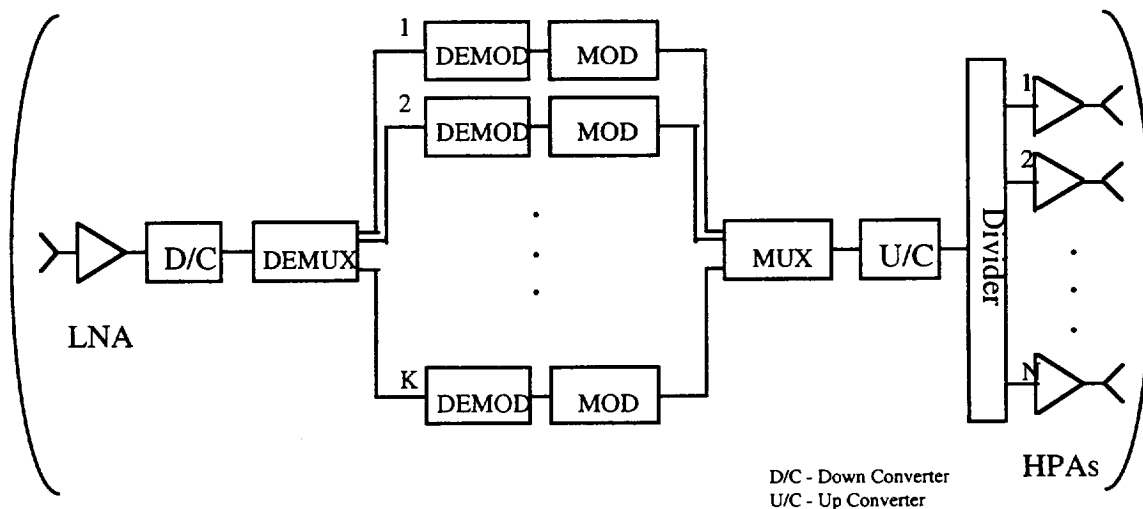 1
DEMOD
MOD
2
DEMOD
MOD
1
2
D/C
DEMUX
MUX
U/C
Divider
LNA
K
DEMOD
MOD
N
HPAs
D/C - Down Converter
U/C - Up Converter